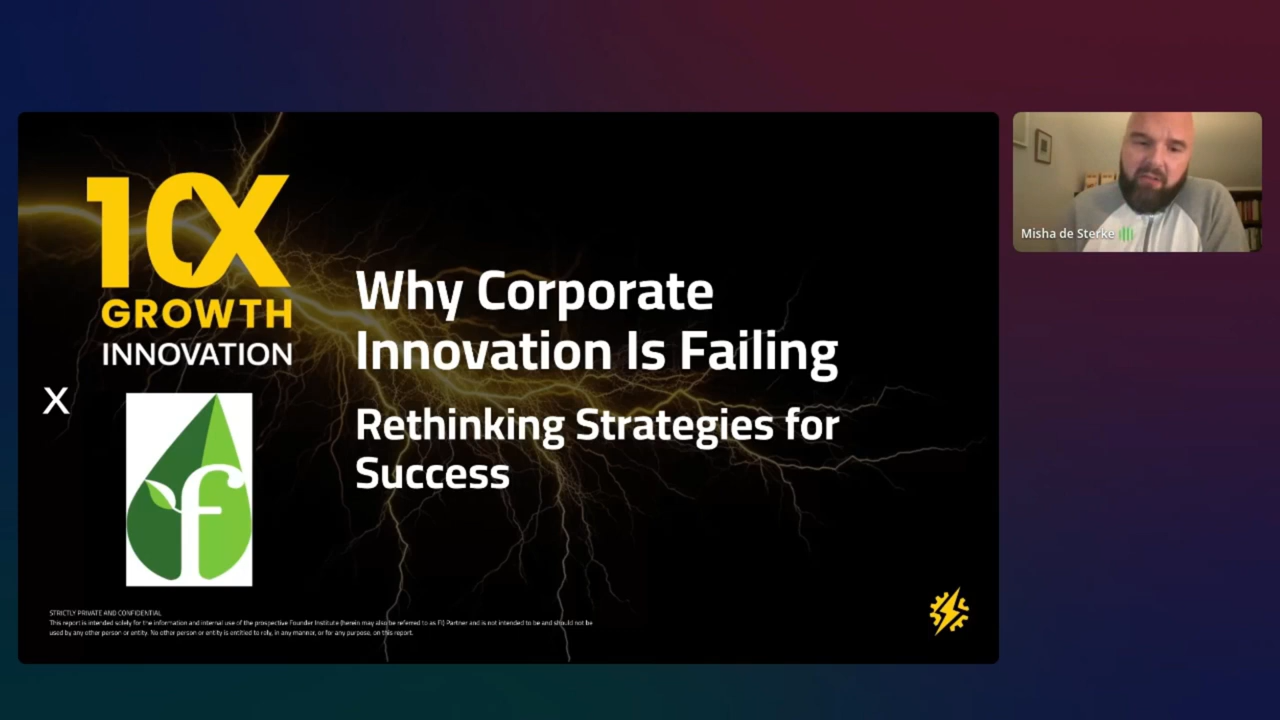 10X
GROWTH
INNOVATION
X
f
Why Corporate
Innovation Is Failing
Rethinking Strategies for
Success
STRICTLY PRIVATE AND CONFIDENTIAL
This report is intended solely for the information and internal use of the prospective Founder Institute (herein may also be referred to as FI) Partner and is not intended to be and should not be
used by any other person or entity. No other person or entity is entitled to rely, in any manner, or for any purpose, on this report.
Misha de Sterke